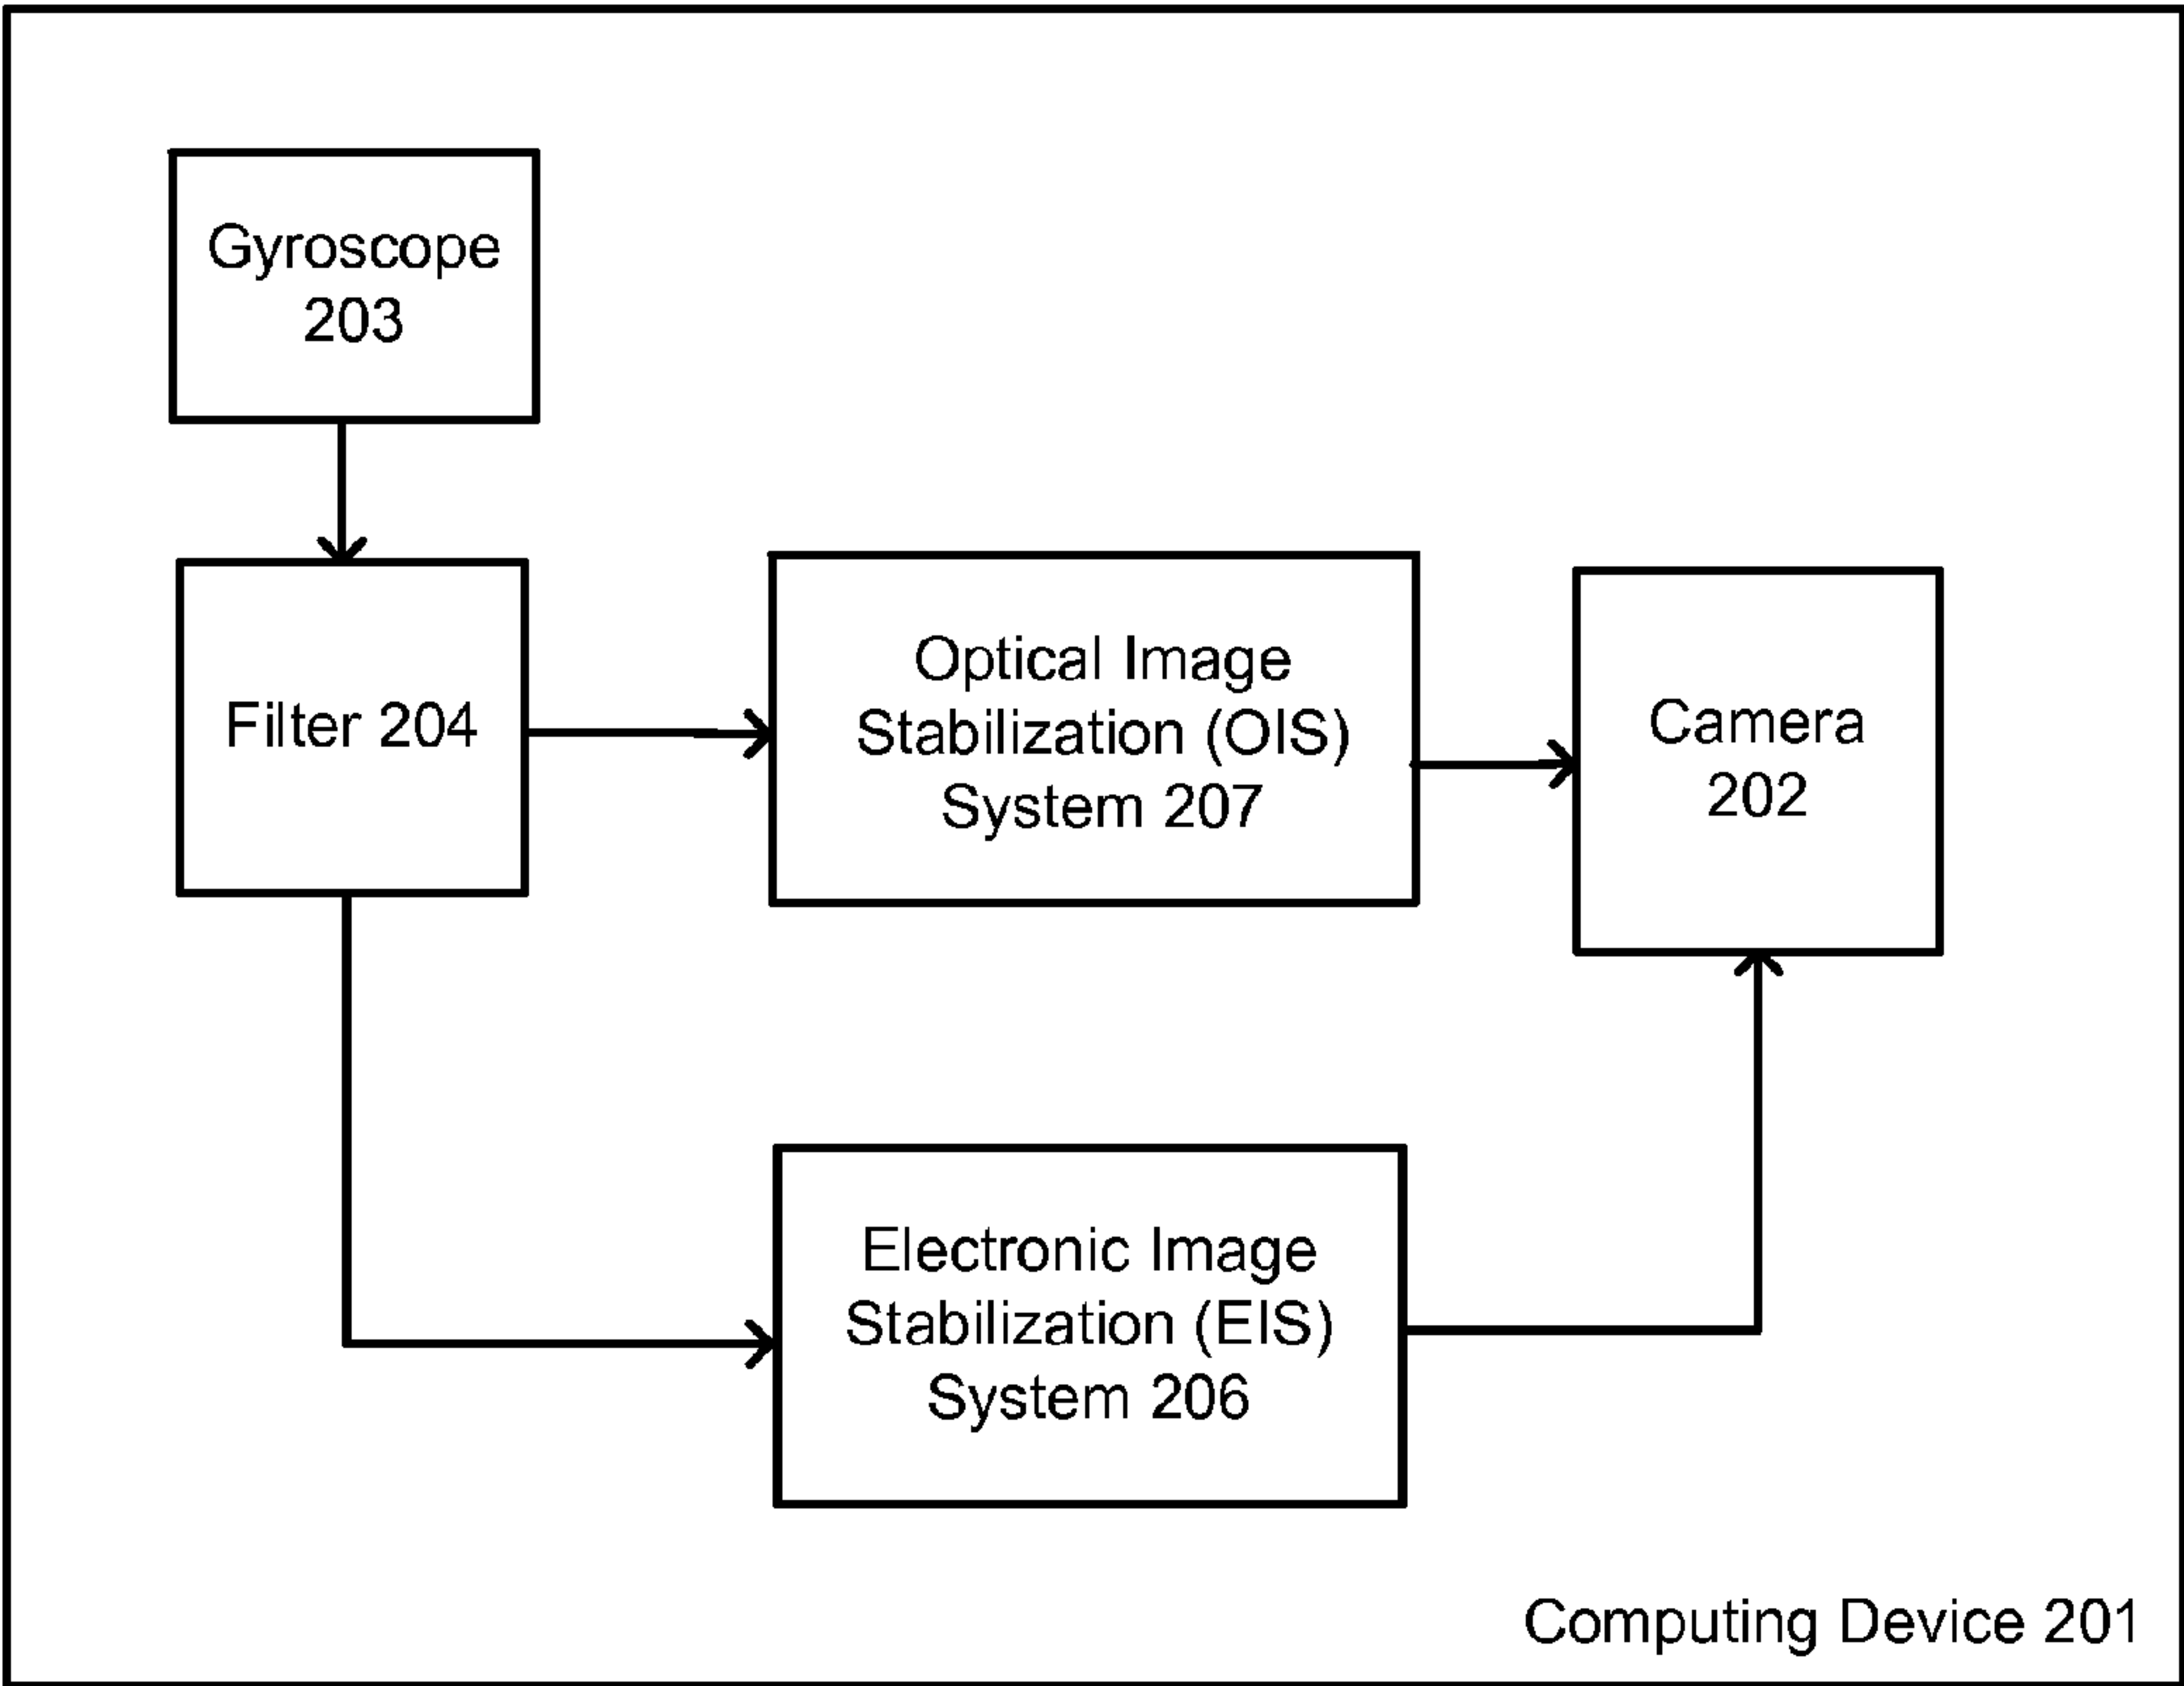 Gyroscope
203
Filter 204
Optical Image
Stabilization (OIS)
System 207
Camera
202
Electronic Image
Stabilization (EIS)
System 206
Computing Device 201